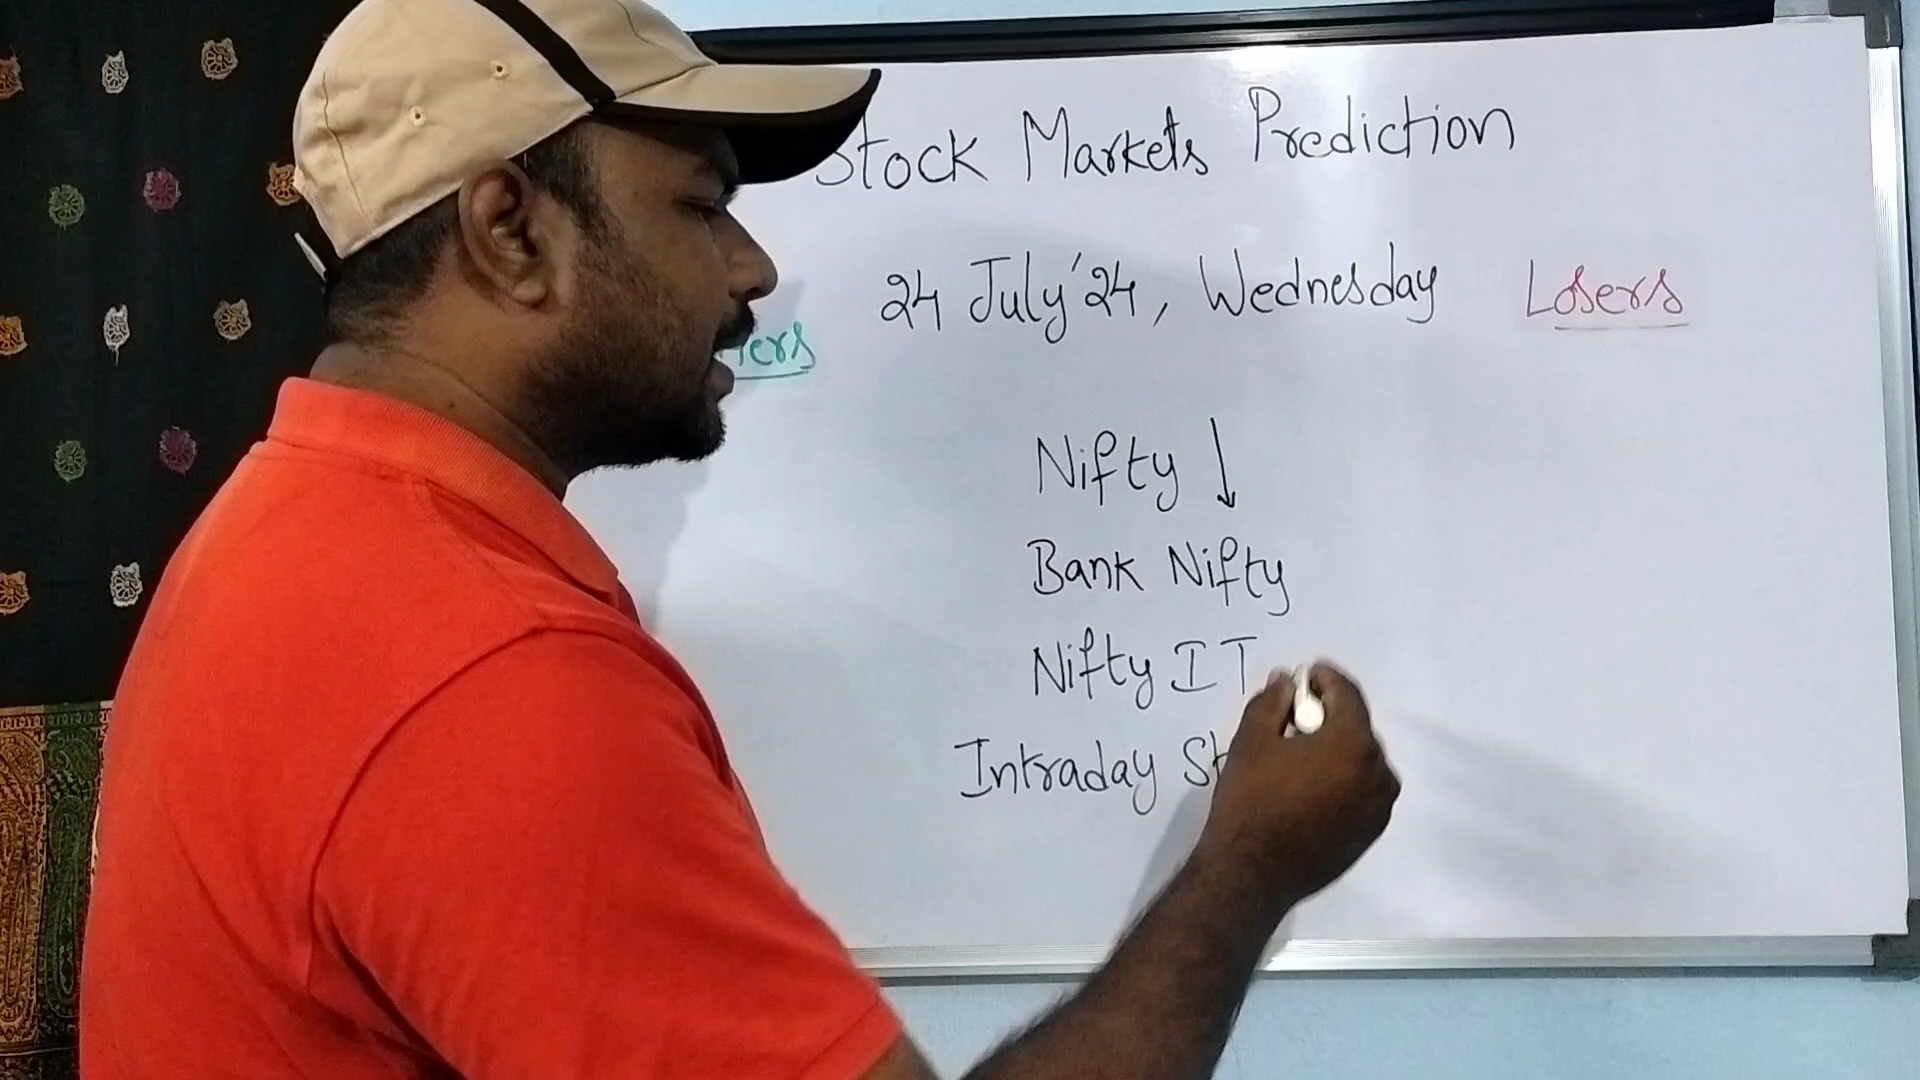 Stock Markets Prediction
24 July'24, Wednesday
Losers
Nifty ↓
Bank Nifty
Nifty IT
Intraday